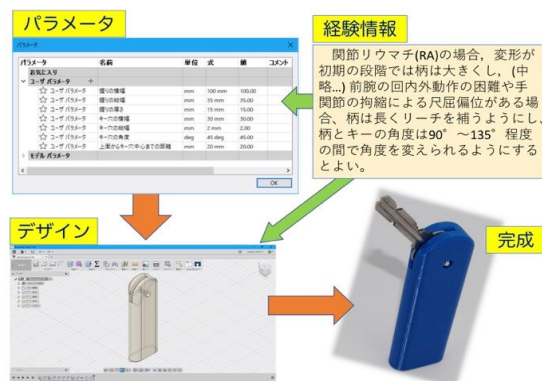 パラメータ
経験情報
パラメータ 名前 単位 式 値 コメント
お気に入り
ユーザ パラメータ +
ユーザ パラメータ 握りの横幅 mm 100 mm 100.00
ユーザ パラメータ 握りの縦幅 mm 35 mm 35.00
ユーザ パラメータ 握りの厚さ mm 15 mm 15.00
ユーザ パラメータ キー穴の横幅 mm 30 mm 30.00
ユーザ パラメータ キー穴の縦幅 mm 2 mm 2.00
ユーザ パラメータ キー穴の角度 deg 45 deg 45.00
ユーザ パラメータ 上面からキー穴中心までの距離 mm 20 mm 20.00
モデル パラメータ
OK
関節リウマチ(RA)の場合，変形が
初期の段階では柄は大きくし，(中
略...) 前腕の回内外動作の困難や手
関節の拘縮による尺屈偏位がある場
合、柄は長くリーチを補うようにし、
柄とキーの角度は90°～135°程度
の間で角度を変えられるようにする
とよい。
デザイン
完成